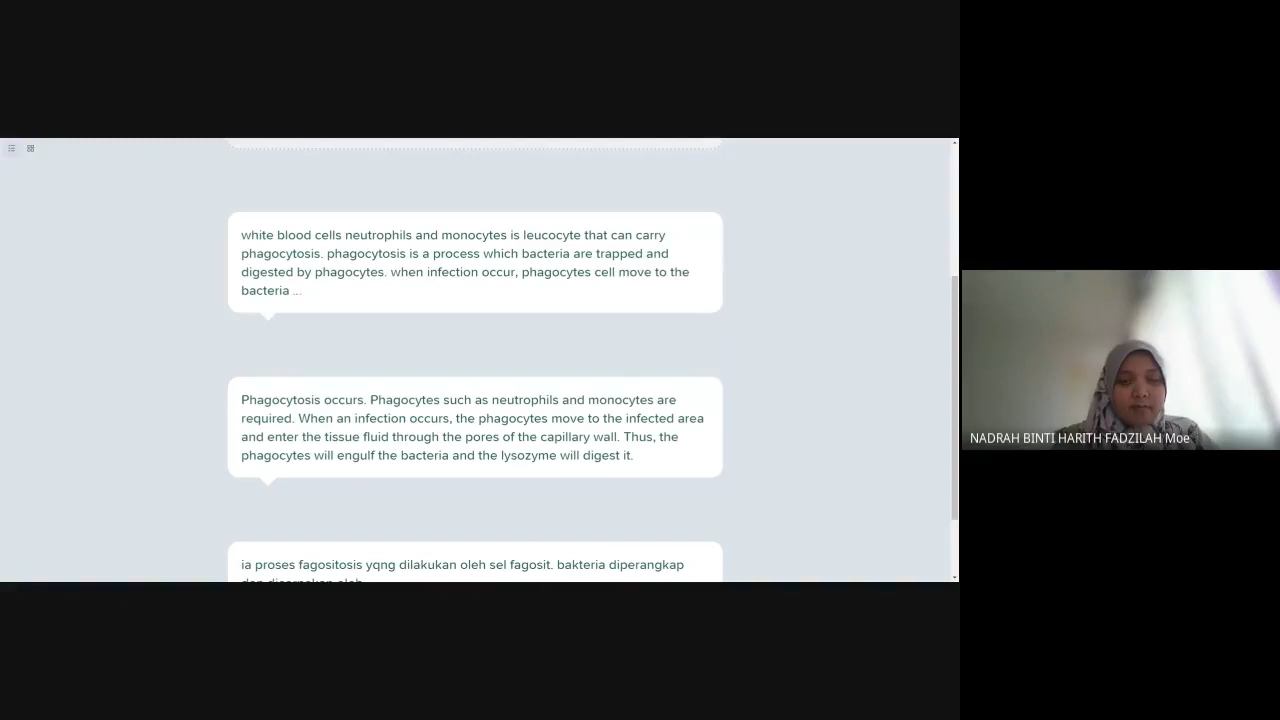 white blood cells neutrophils and monocytes is leucocyte that can carry
phagocytosis. phagocytosis is a process which bacteria are trapped and
digested by phagocytes. when infection occur, phagocytes cell move to the
bacteria ...
Phagocytosis occurs. Phagocytes such as neutrophils and monocytes are
required. When an infection occurs, the phagocytes move to the infected area
and enter the tissue fluid through the pores of the capillary wall. Thus, the
phagocytes will engulf the bacteria and the lysozyme will digest it.
NADRAH BINTI HARITH FADZILAH Moe
ia proses fagositosis yqng dilakukan oleh sel fagosit. bakteria diperangkap